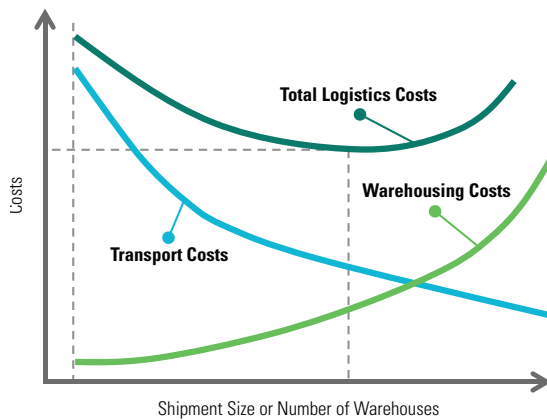 Total Logistics Costs
Warehousing Costs
Costs
Transport Costs
Shipment Size or Number of Warehouses